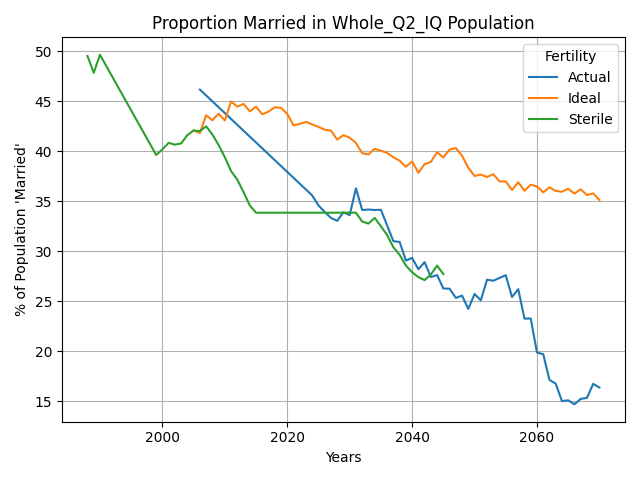 Proportion Married in Whole_Q2_IQ Population
Fertility
Actual
Ideal
Sterile
% of Population 'Married'
50
45
40
35
30
25
20
15
2000
2020
2040
2060
Years